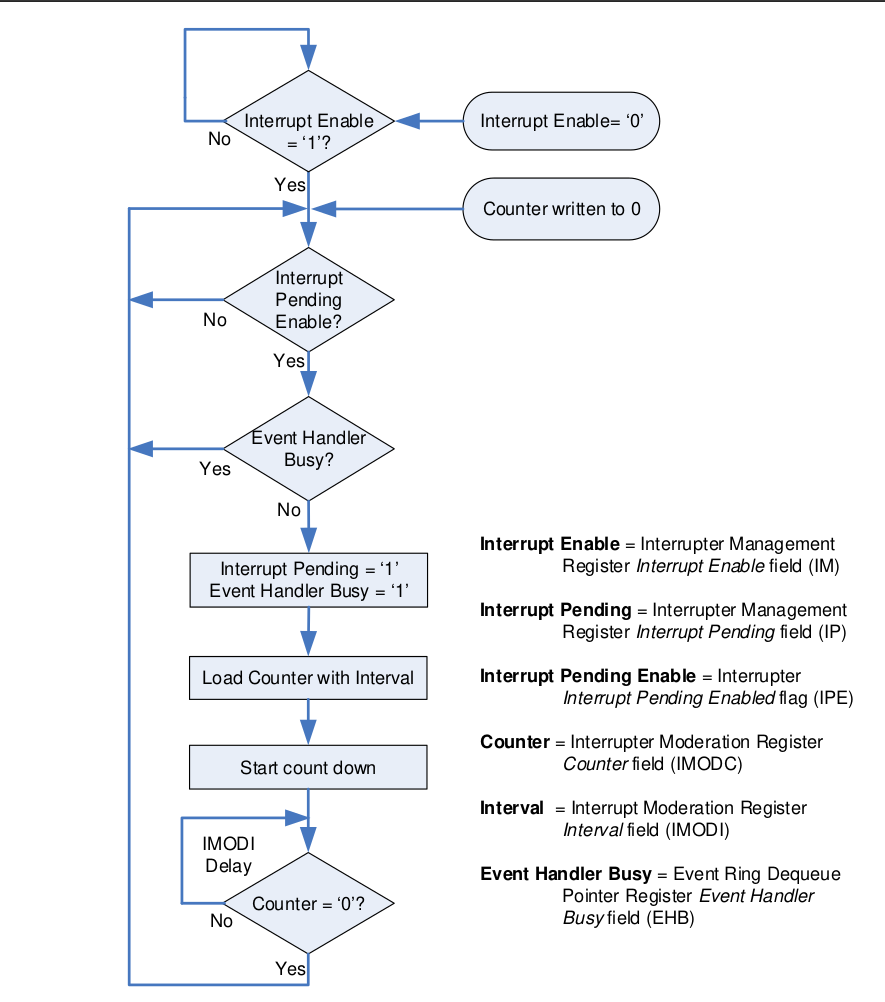 Interrupt Enable
= ‘1’?
No
Interrupt Enable= ‘0’
Yes
Counter written to 0
Interrupt
Pending
Enable?
No
Yes
Event Handler
Busy?
Yes
No
Interrupt Pending = ‘1’
Event Handler Busy = ‘1’
Load Counter with Interval
Start count down
IMODI
Delay
Counter = ‘0’?
No
Yes
Interrupt Enable = Interrupter Management
Register Interrupt Enable field (IM)
Interrupt Pending = Interrupter Management
Register Interrupt Pending field (IP)
Interrupt Pending Enable = Interrupter
Interrupt Pending Enabled flag (IPE)
Counter = Interrupter Moderation Register
Counter field (IMODC)
Interval = Interrupt Moderation Register
Interval field (IMODI)
Event Handler Busy = Event Ring Dequeue
Pointer Register Event Handler
Busy field (EHB)